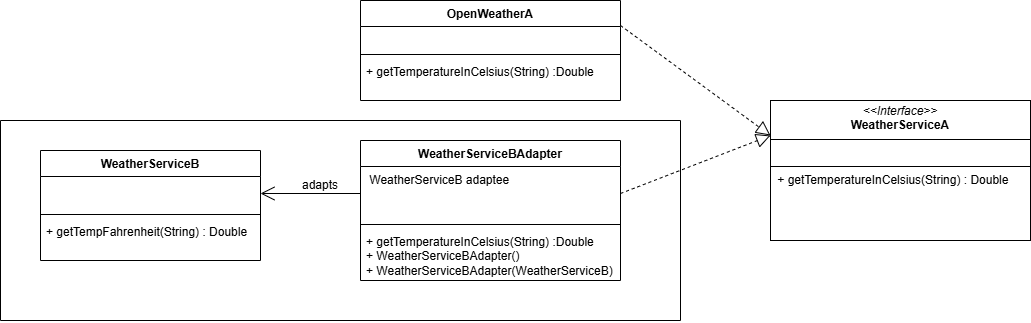 OpenWeatherA
+ getTemperatureInCelsius(String) :Double
<<Interface>>
WeatherServiceA
+ getTemperatureInCelsius(String) : Double
WeatherServiceB
+ getTempFahrenheit(String) : Double
adapts
WeatherServiceBAdapter
WeatherServiceB adaptee
+ getTemperatureInCelsius(String) :Double
+ WeatherServiceBAdapter()
+ WeatherServiceBAdapter(WeatherServiceB)